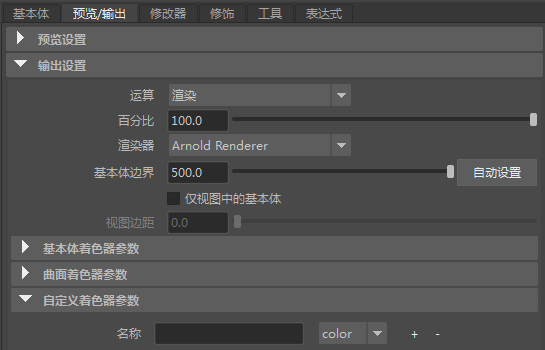 基本体 预览/输出 修改器 修饰 工具 表达式
预览设置
输出设置
运算 渲染
百分比 100.0
渲染器 Arnold Renderer
基本体边界 500.0 自动设置
仅视图中的基本体
视图边距 0.0
基本体着色器参数
曲面着色器参数
自定义着色器参数
名称 color + -